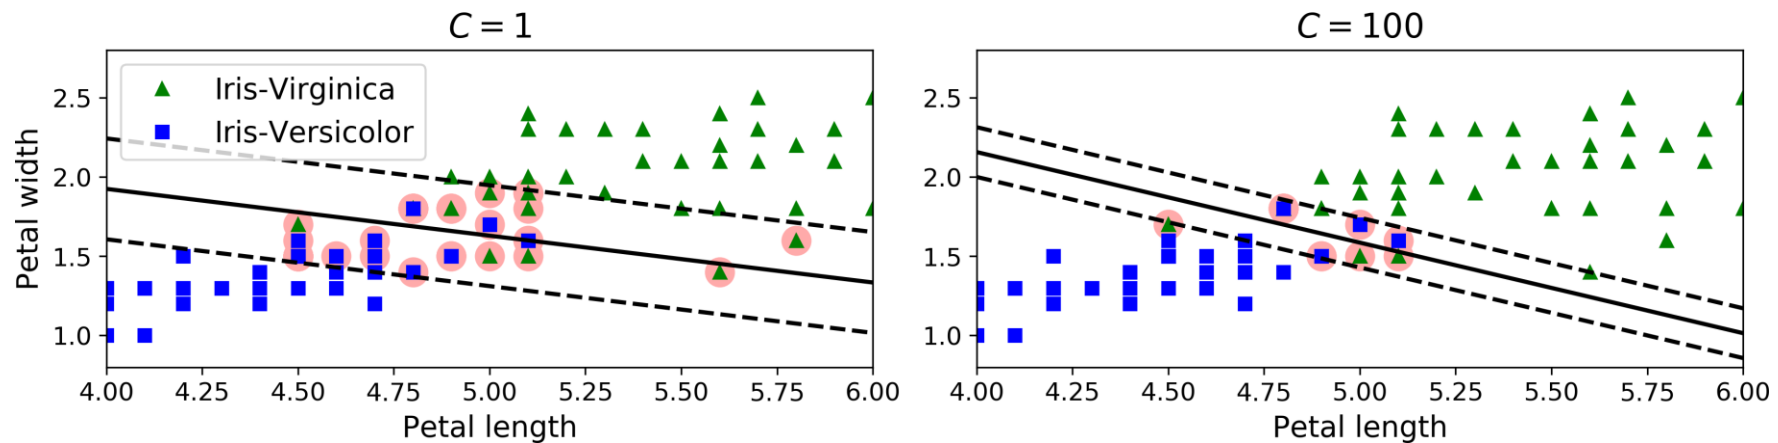 C = 1
Iris-Virginica
Iris-Versicolor
Petal width
2.5
2.0
1.5
1.0
4.00 4.25 4.50 4.75 5.00 5.25 5.50 5.75 6.00
Petal length
C = 100
2.5
2.0
1.5
1.0
4.00 4.25 4.50 4.75 5.00 5.25 5.50 5.75 6.00
Petal length